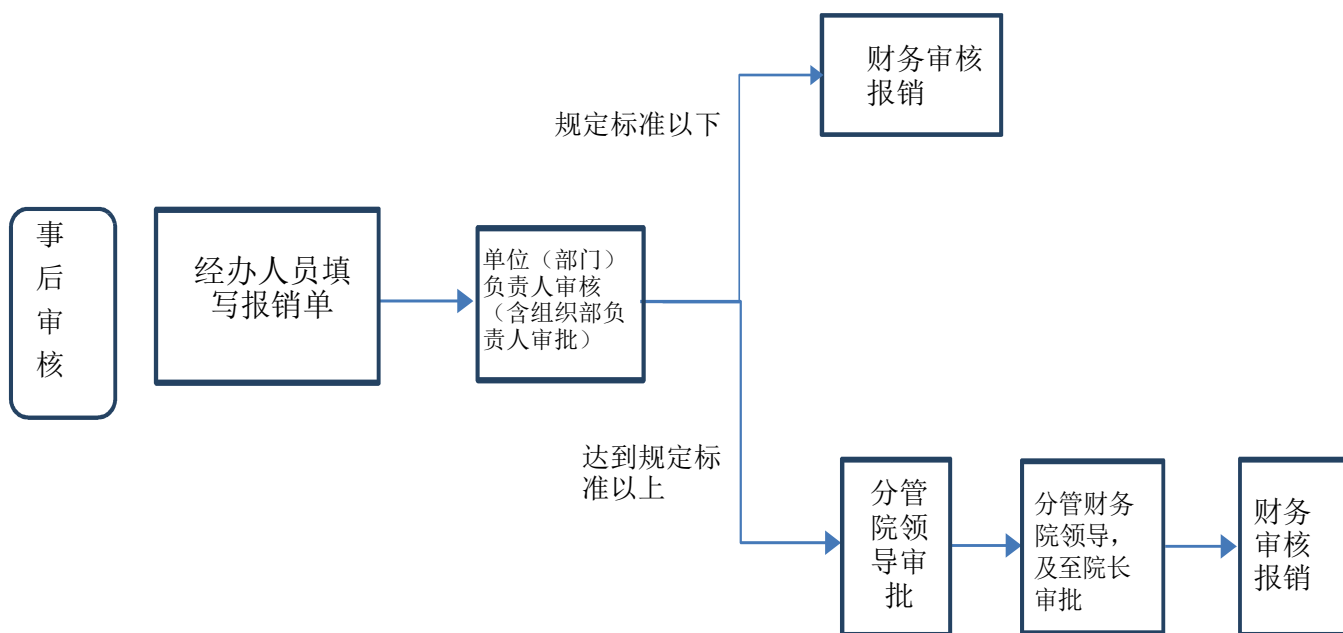 财务审核
报销
规定标准以下
事
后
审
核
经办人员填
写报销单
单位（部门）
负责人审核
（含组织部负
责人审批）
达到规定标
准以上
分管
院领
导审
批
分管财务
院领导，
及至院长
审批
财务
审核
报销